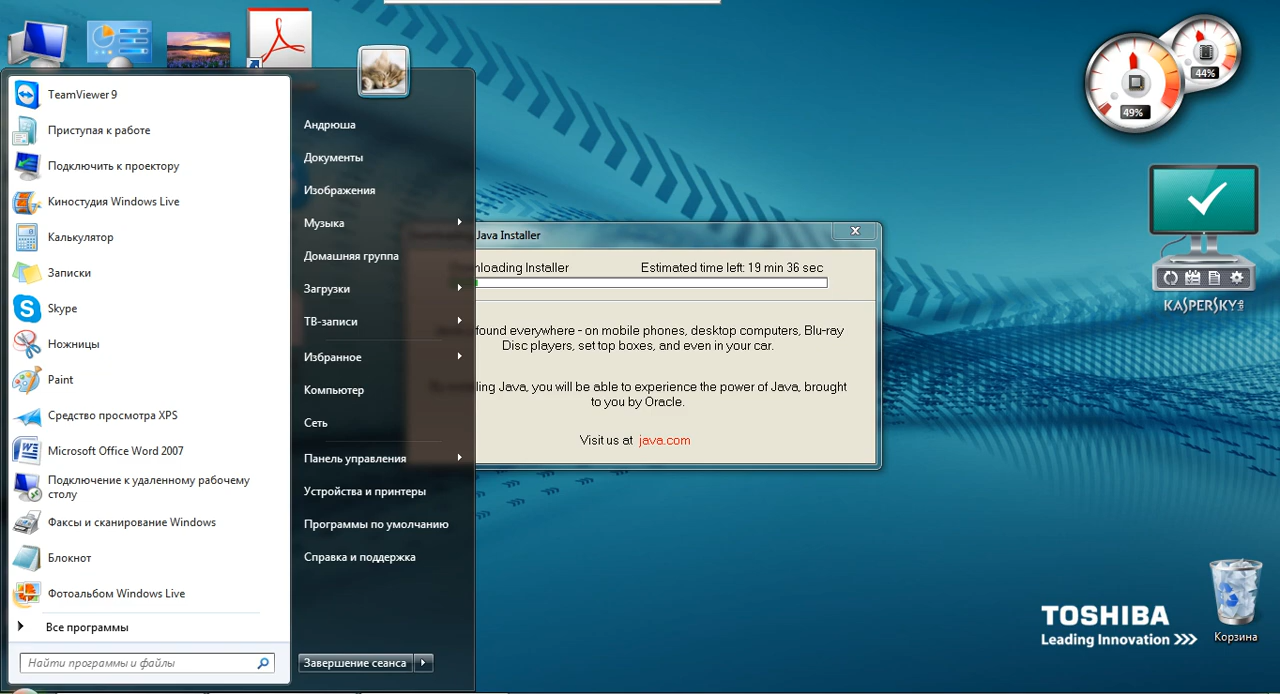 TeamViewer 9
Приступая к работе
Подключить к проектору
Киностудия Windows Live
Калькулятор
Записки
Skype
Ножницы
Paint
Средство просмотра XPS
Microsoft Office Word 2007
Подключение к удаленному рабочему
столу
Факсы и сканирование Windows
Блокнот
Фотоальбом Windows Live
Все программы
Найти программы и файлы
Андрюша
Документы
Изображения
Музыка
Домашняя группа
Загрузки
ТВ-записи
Избранное
Компьютер
Сеть
Панель управления
Устройства и принтеры
Программы по умолчанию
Справка и поддержка
Завершение сеанса
Java Installer
nloading Installer
Estimated time left: 19 min 36 sec
found everywhere - on mobile phones, desktop computers, Blu-ray
Disc players, set top boxes, and even in your car.
ling Java, you will be able to experience the power of Java, brought
to you by Oracle.
Visit us at java.com
44%
49%
KASPERSKY
TOSHIBA
Leading Innovation >>>
Корзина